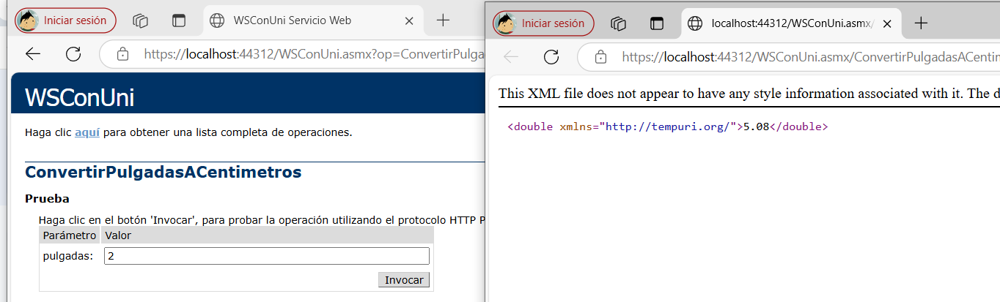 Iniciar sesión
WSConUni Servicio Web
https://localhost:44312/WSConUni.asmx?op=ConvertirPulga
WSConUni
Haga clic aquí para obtener una lista completa de operaciones.
ConvertirPulgadasACentimetros
Prueba
Haga clic en el botón 'Invocar', para probar la operación utilizando el protocolo HTTP P
Parámetro Valor
pulgadas: 2
Invocar
Iniciar sesión
localhost:44312/WSConUni.asmx/
https://localhost:44312/WSConUni.asmx/ConvertirPulgadasACentim
This XML file does not appear to have any style information associated with it. The d
<double xmlns="http://tempuri.org/">5.08</double>